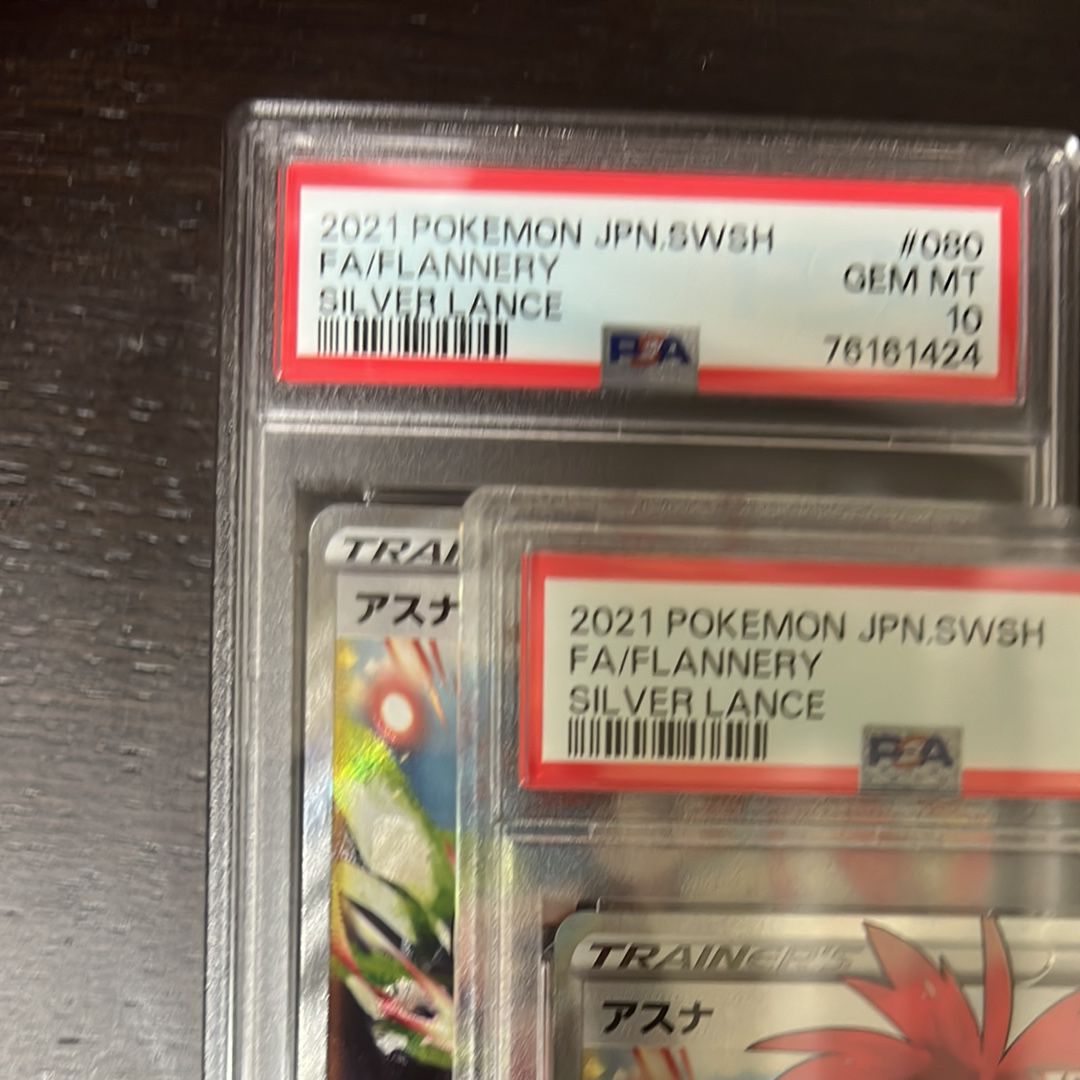 2021 POKEMON JPN.SWSH
#080
FA/FLANNERY
GEM MT
SILVER LANCE
10
76161424
PSA
TRAI
アスナ
2021 POKEMON JPN.SWSH
FA/FLANNERY
SILVER LANCE
PSA
TRAINER'S
アスナ